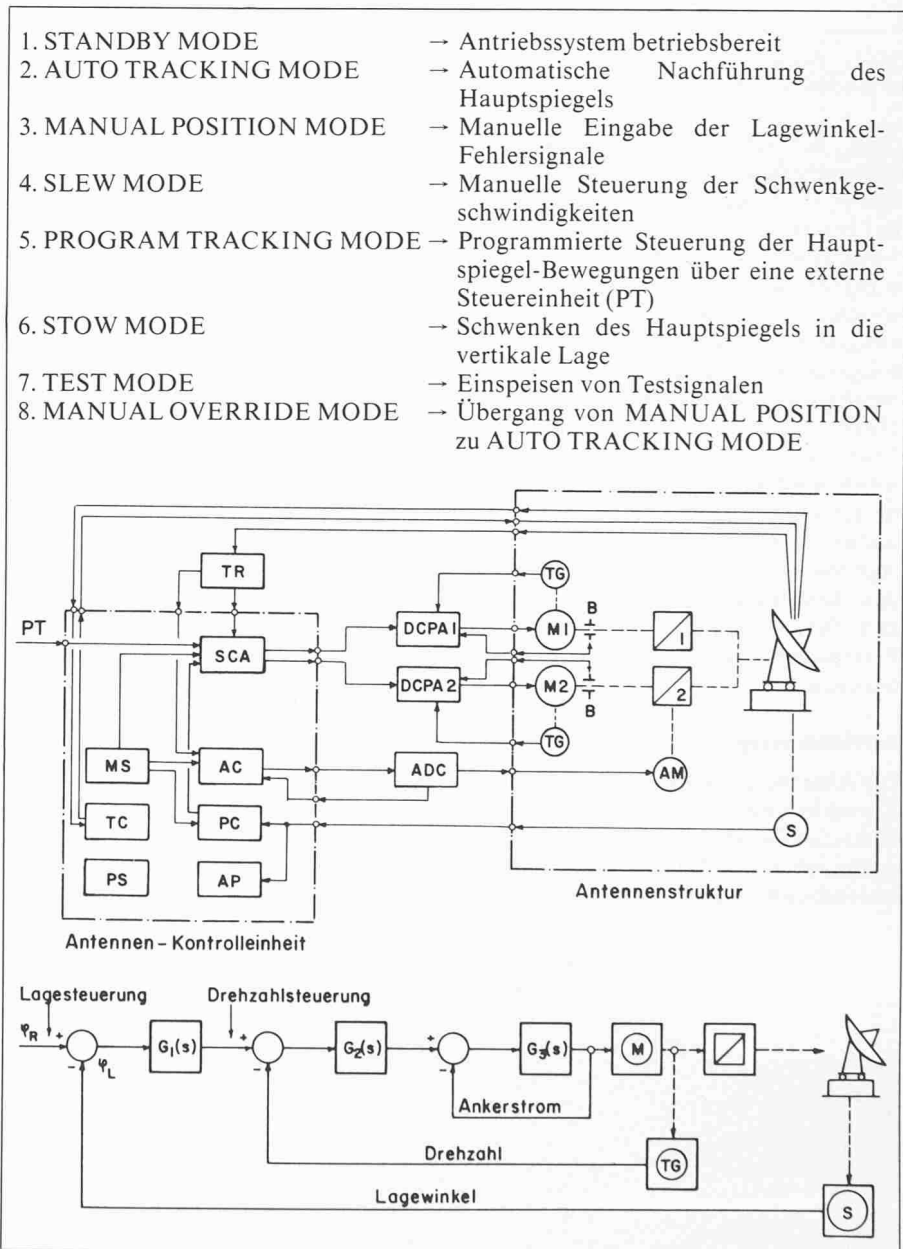 1. STANDBY MODE → Antriebssystem betriebsbereit
2. AUTO TRACKING MODE → Automatische Nachführung des
Hauptspiegels
3. MANUAL POSITION MODE → Manuelle Eingabe der Lagewinkel-
Fehlersignale
4. SLEW MODE → Manuelle Steuerung der Schwenkge-
schwindigkeiten
5. PROGRAM TRACKING MODE → Programmierte Steuerung der Haupt-
spiegel-Bewegungen über eine externe
Steuereinheit (PT)
6. STOW MODE → Schwenken des Hauptspiegels in die
vertikale Lage
7. TEST MODE → Einspeisen von Testsignalen
8. MANUAL OVERRIDE MODE → Übergang von MANUAL POSITION
zu AUTO TRACKING MODE
TR
TG
PT
SCA
DCPA1
M1
B
1
DCPA2
M2
B
2
TG
MS
AC
ADC
AM
TC
PC
S
PS
AP
Antennenstruktur
Antennen-Kontrolleinheit
Lagesteuerung
Drehzahlsteuerung
φR
+
-
φL
G1(s)
+
-
G2(s)
+
-
G3(s)
M
Ankerstrom
Drehzahl
TG
Lagewinkel
S